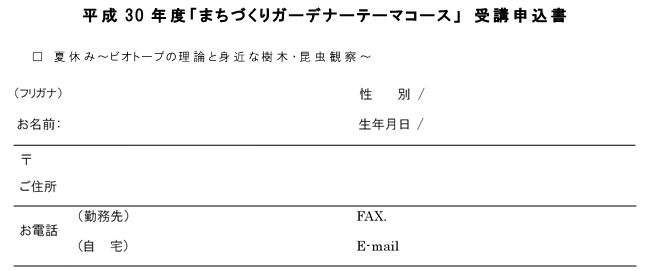 平成 30 年度「まちづくりガーデナーテーマコース」 受講申込書
□ 夏休み～ビオトープの理論と身近な樹木・昆虫観察～
（フリガナ） 性 別 /
お名前: 生年月日 /
〒
ご住所
お電話 （勤務先） FAX.
（自 宅） E-mail